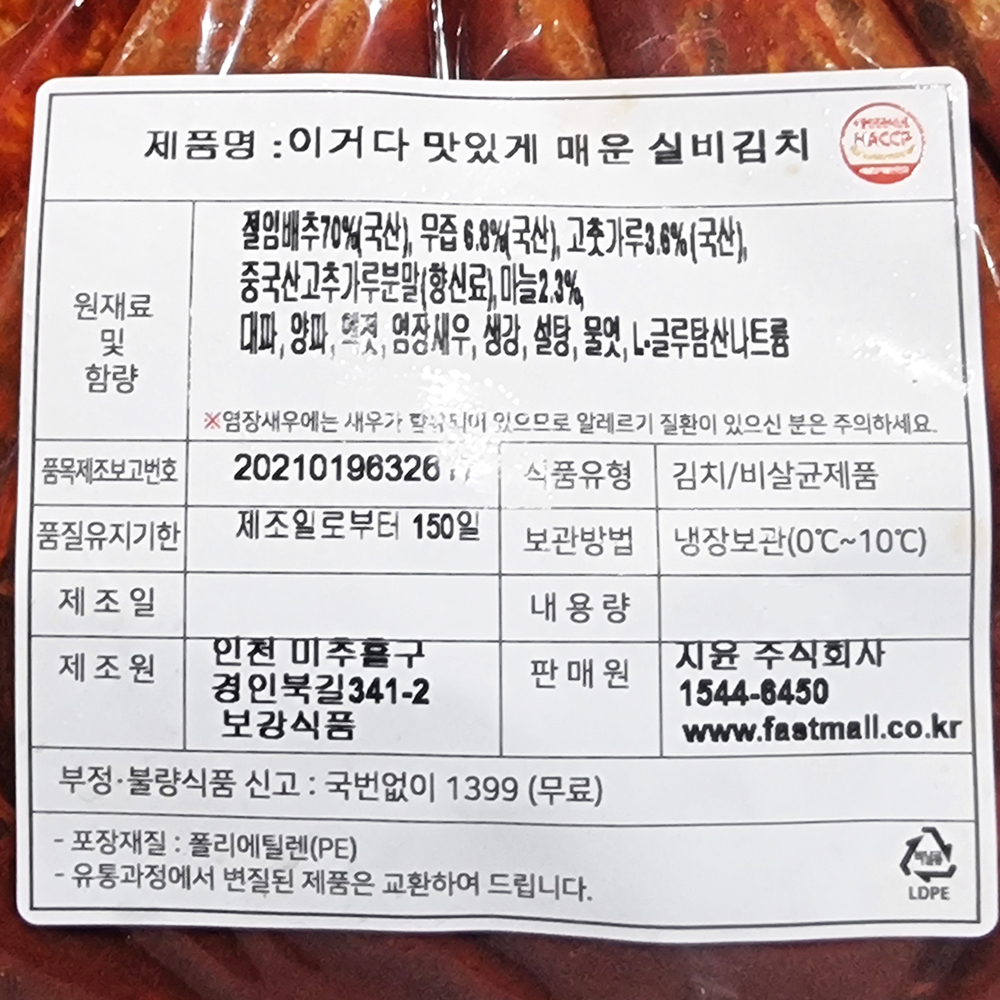 제품명 : 이거다 맛있게 매운 실비김치
HACCP
원재료
및
함량
절임배추70%(국산), 무즙 6.8%(국산), 고춧가루3.6%(국산),
중국산고추가루분말(향신료), 마늘2.3%,
대파, 양파, 액젓, 염장새우, 생강, 설탕, 물엿, L-글루탐산나트륨
※염장새우에는 새우가 함유되어 있으므로 알레르기 질환이 있으신 분은 주의하세요.
품목제조보고번호
식품유형
김치/비살균제품
품질유지기한
제조일로부터 150일
보관방법
냉장보관(0℃~10℃)
제 조 일
내 용 량
제 조 원
인천 미추홀구
경인북길341-2
보강식품
판 매 원
지윤 주식회사
1544-6450
www.fastmall.co.kr
부정·불량식품 신고 : 국번없이 1399 (무료)
- 포장재질 : 폴리에틸렌(PE)
- 유통과정에서 변질된 제품은 교환하여 드립니다.
비닐류
LDPE